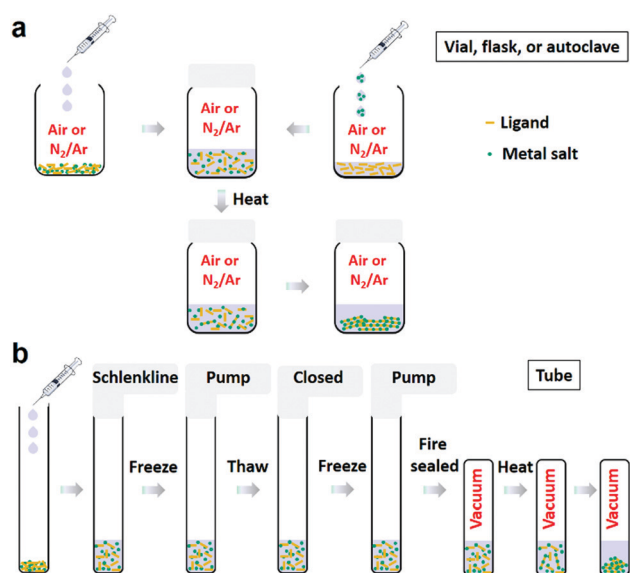 a
Vial, flask, or autoclave
Air or
N₂/Ar
Air or
N₂/Ar
Air or
N₂/Ar
Ligand
Metal salt
Heat
Air or
N₂/Ar
Air or
N₂/Ar
b
Schlenkline
Pump
Closed
Pump
Tube
Freeze
Thaw
Freeze
Fire
sealed
Heat
Vacuum
Vacuum
Vacuum